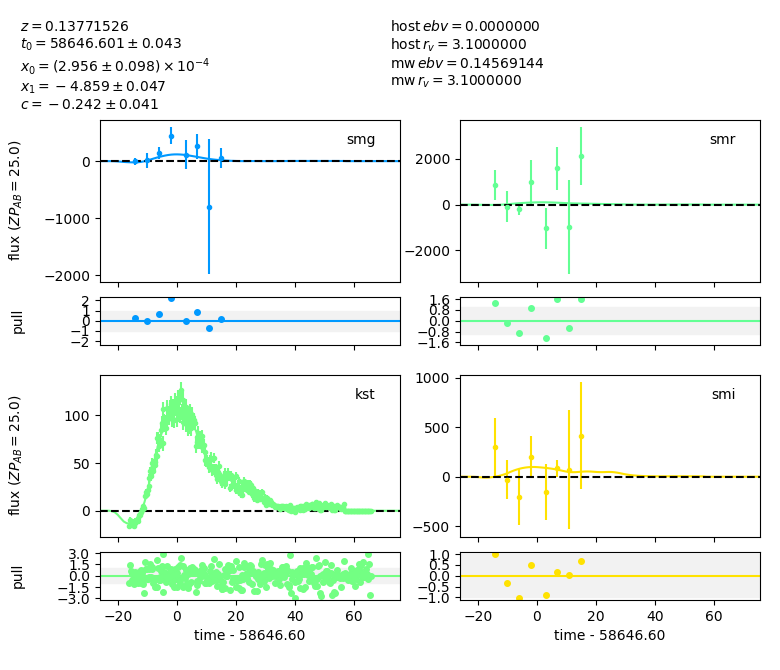 z = 0.13771526
t₀ = 58646.601 ± 0.043
x₀ = (2.956 ± 0.098) × 10⁻⁴
x₁ = −4.859 ± 0.047
c = −0.242 ± 0.041
host ebv = 0.0000000
host r_v = 3.1000000
mw ebv = 0.14569144
mw r_v = 3.1000000
flux (ZP_AB = 25.0)
0
−1000
−2000
smg
2000
0
−2000
smr
pull
2
1
0
−1
−2
1.6
0.8
0.0
−0.8
−1.6
flux (ZP_AB = 25.0)
100
50
0
kst
1000
500
0
−500
smi
pull
3.0
1.5
0.0
−1.5
−3.0
−20 0 20 40 60
time - 58646.60
1.0
0.5
0.0
−0.5
−1.0
−20 0 20 40 60
time - 58646.60